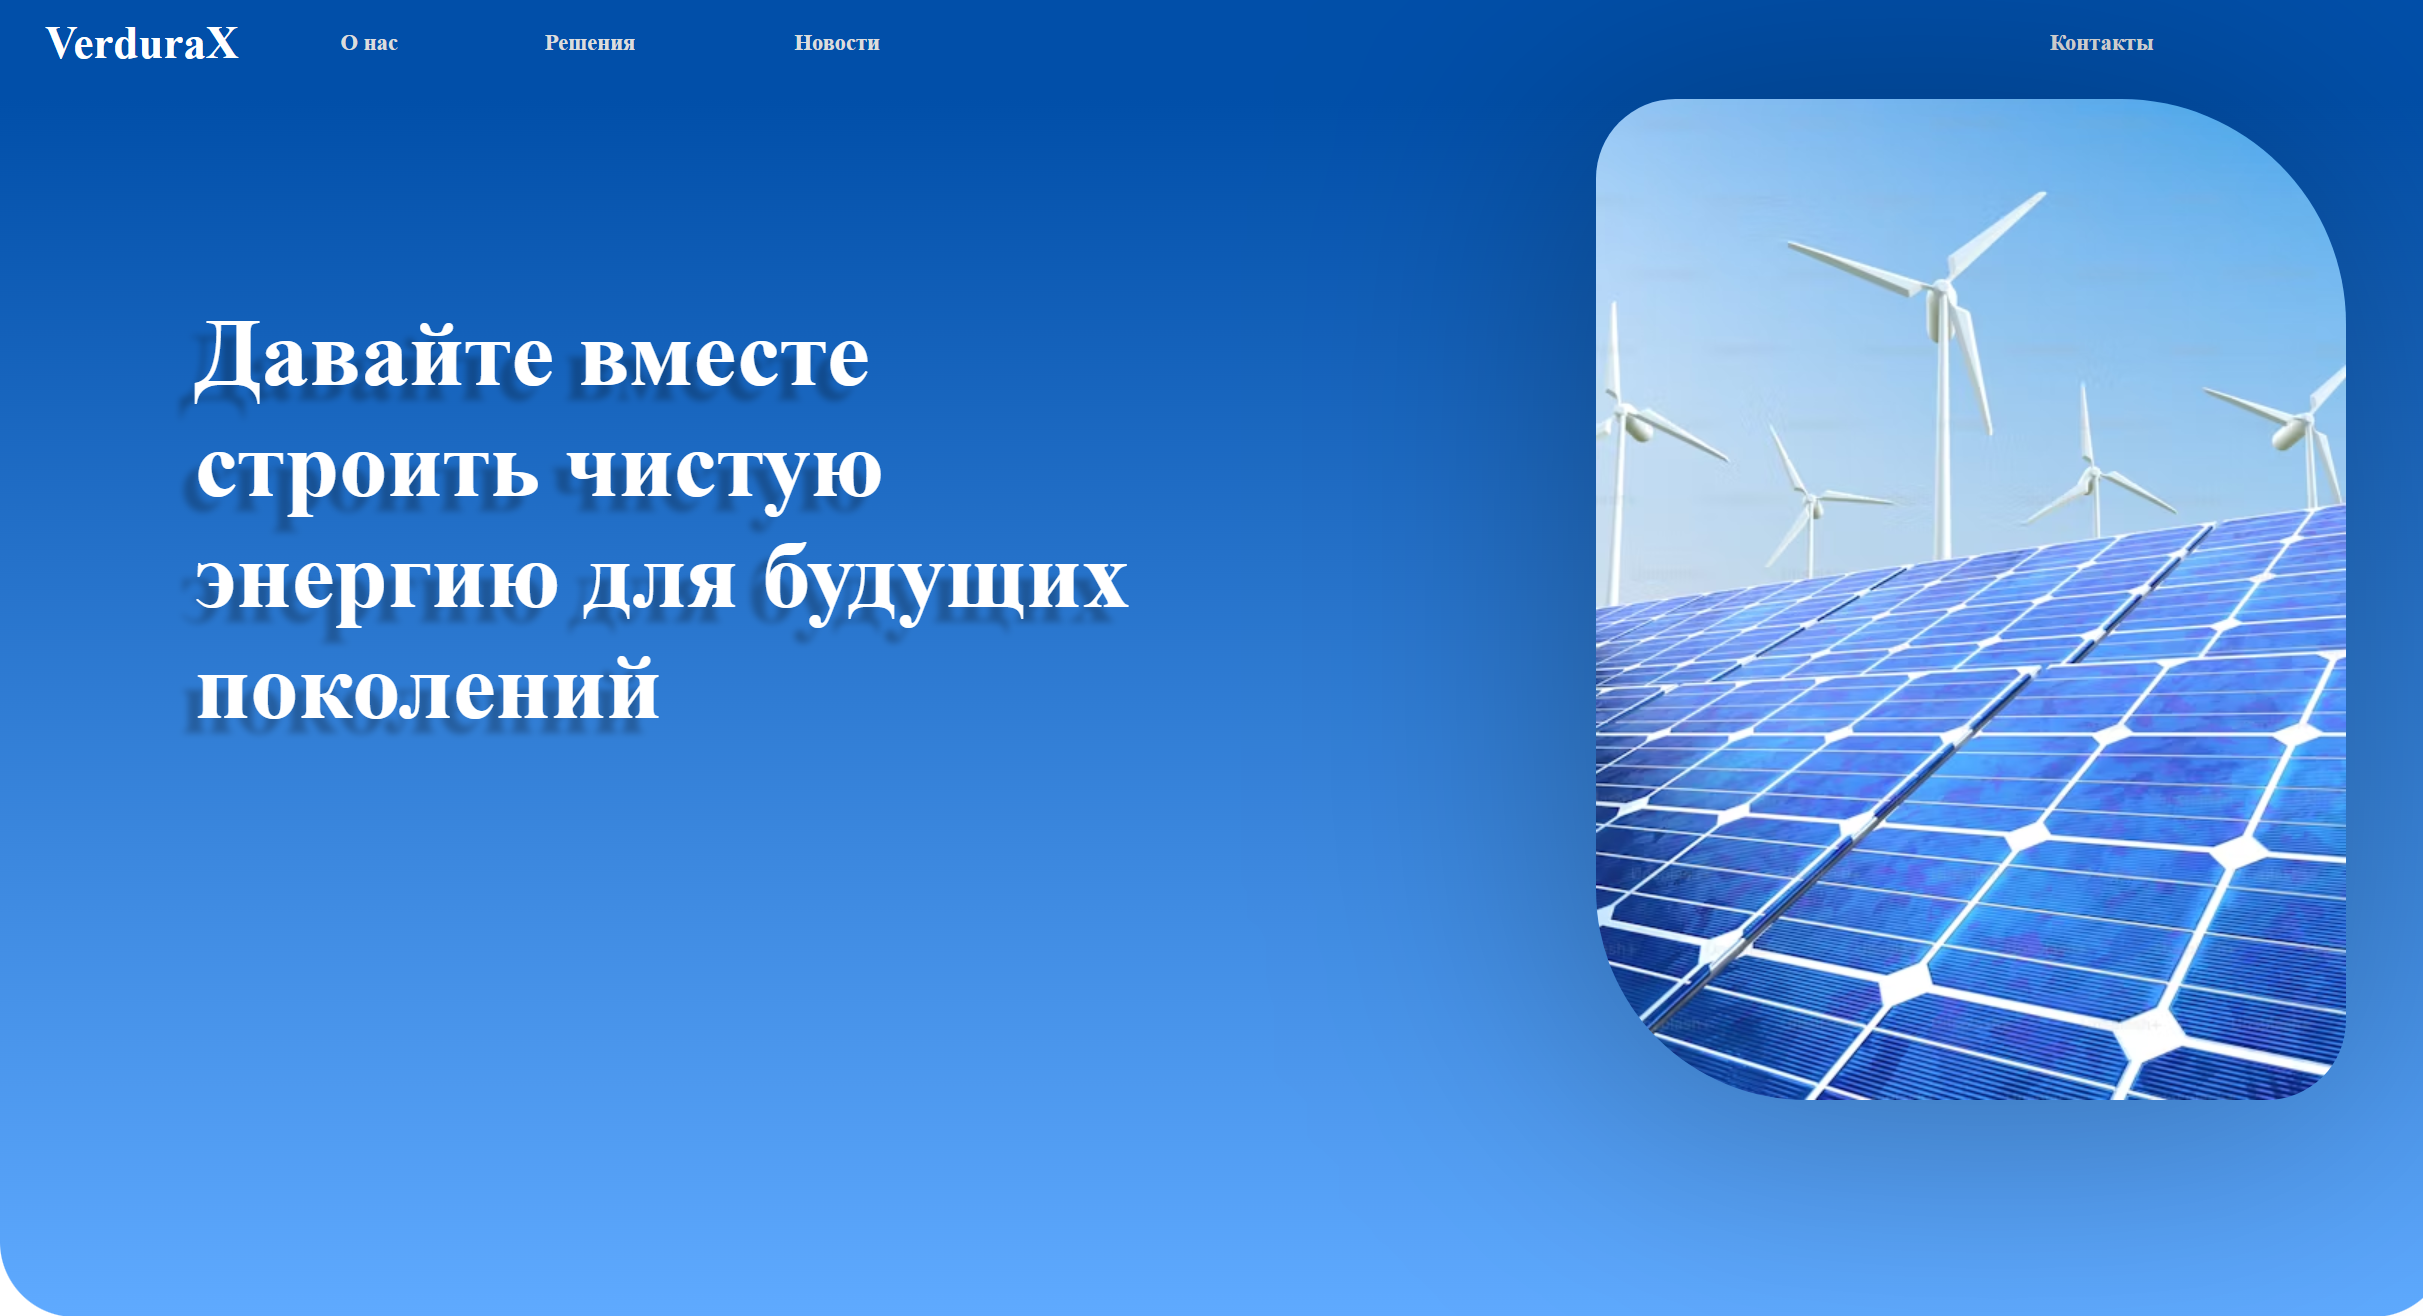 VerduraX
О нас
Решения
Новости
Контакты
Давайте вместе
строить чистую
энергию для будущих
поколений